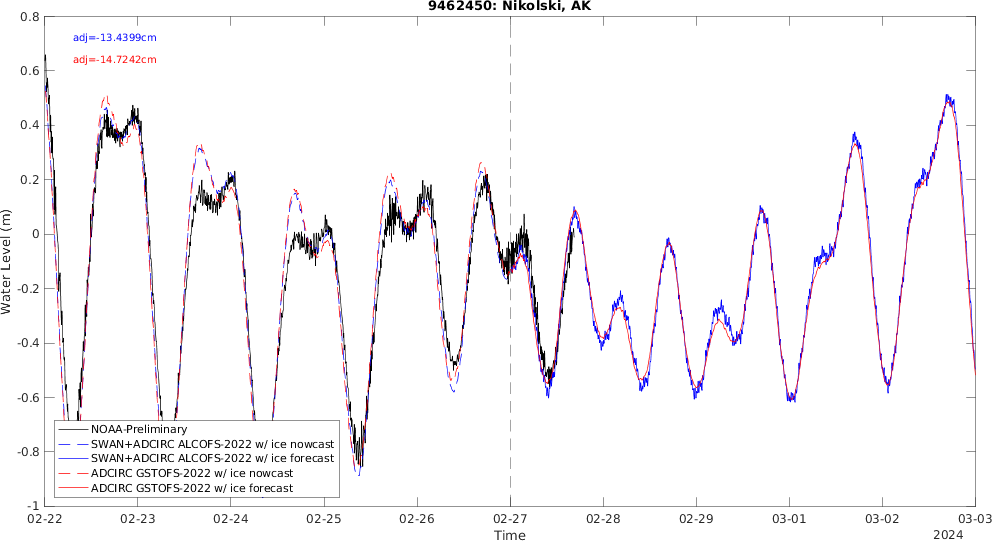 9462450: Nikolski, AK
adj=-13.4399cm
adj=-14.7242cm
0.8
0.6
0.4
0.2
0
-0.2
-0.4
-0.6
-0.8
-1
Water Level (m)
NOAA-Preliminary
SWAN+ADCIRC ALCOFS-2022 w/ ice nowcast
SWAN+ADCIRC ALCOFS-2022 w/ ice forecast
ADCIRC GSTOFS-2022 w/ ice nowcast
ADCIRC GSTOFS-2022 w/ ice forecast
02-22 02-23 02-24 02-25 02-26 02-27 02-28 02-29 03-01 03-02 03-03
Time
2024